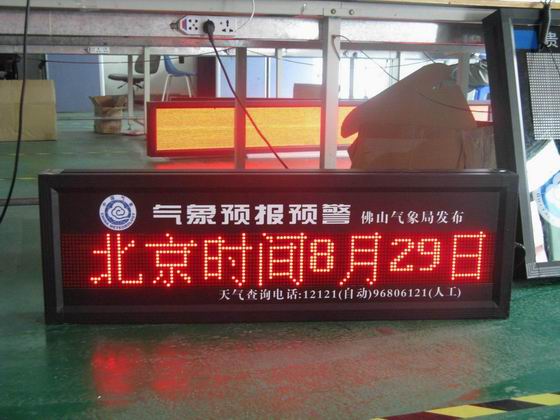 气象预报预警 佛山气象局发布
北京时间8月29日
天气查询电话:12121(自动)96806121(人工)
贵